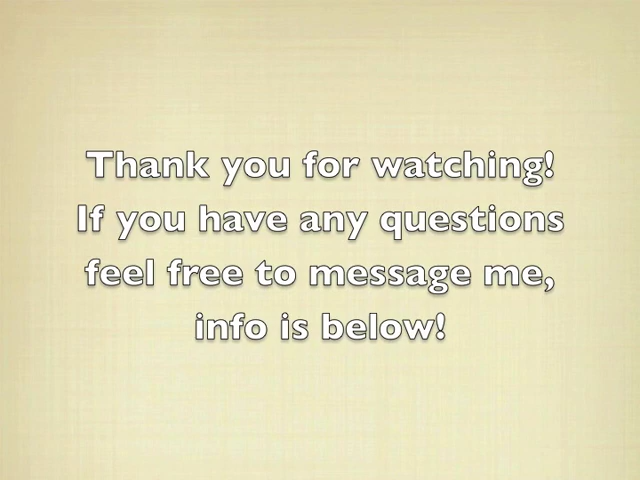 Thank you for watching!
If you have any questions
feel free to message me,
info is below!